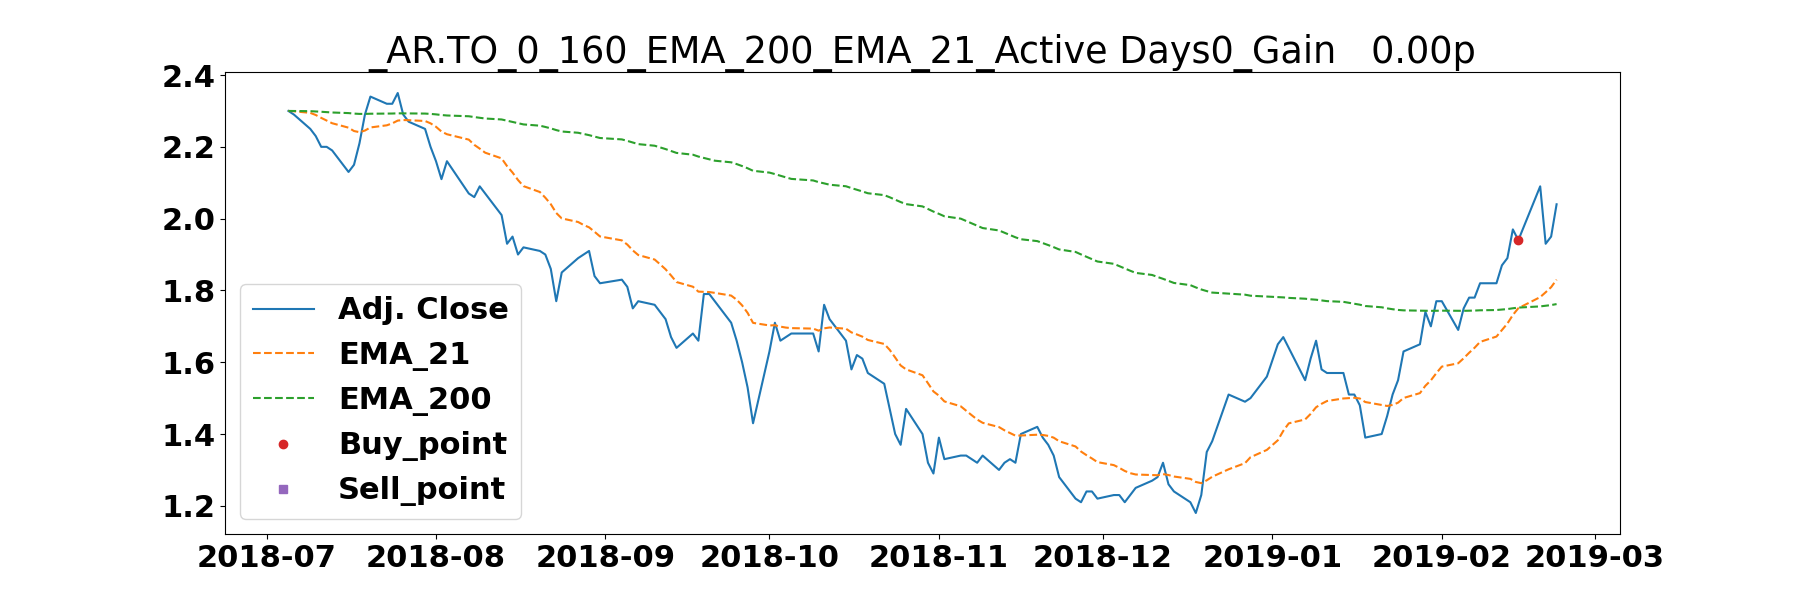 _AR.TO_0_160_EMA_200_EMA_21_Active Days0_Gain   0.00p
2.4
2.2
2.0
1.8
1.6
1.4
1.2
Adj. Close
EMA_21
EMA_200
Buy_point
Sell_point
2018-07 2018-08 2018-09 2018-10 2018-11 2018-12 2019-01 2019-02 2019-03